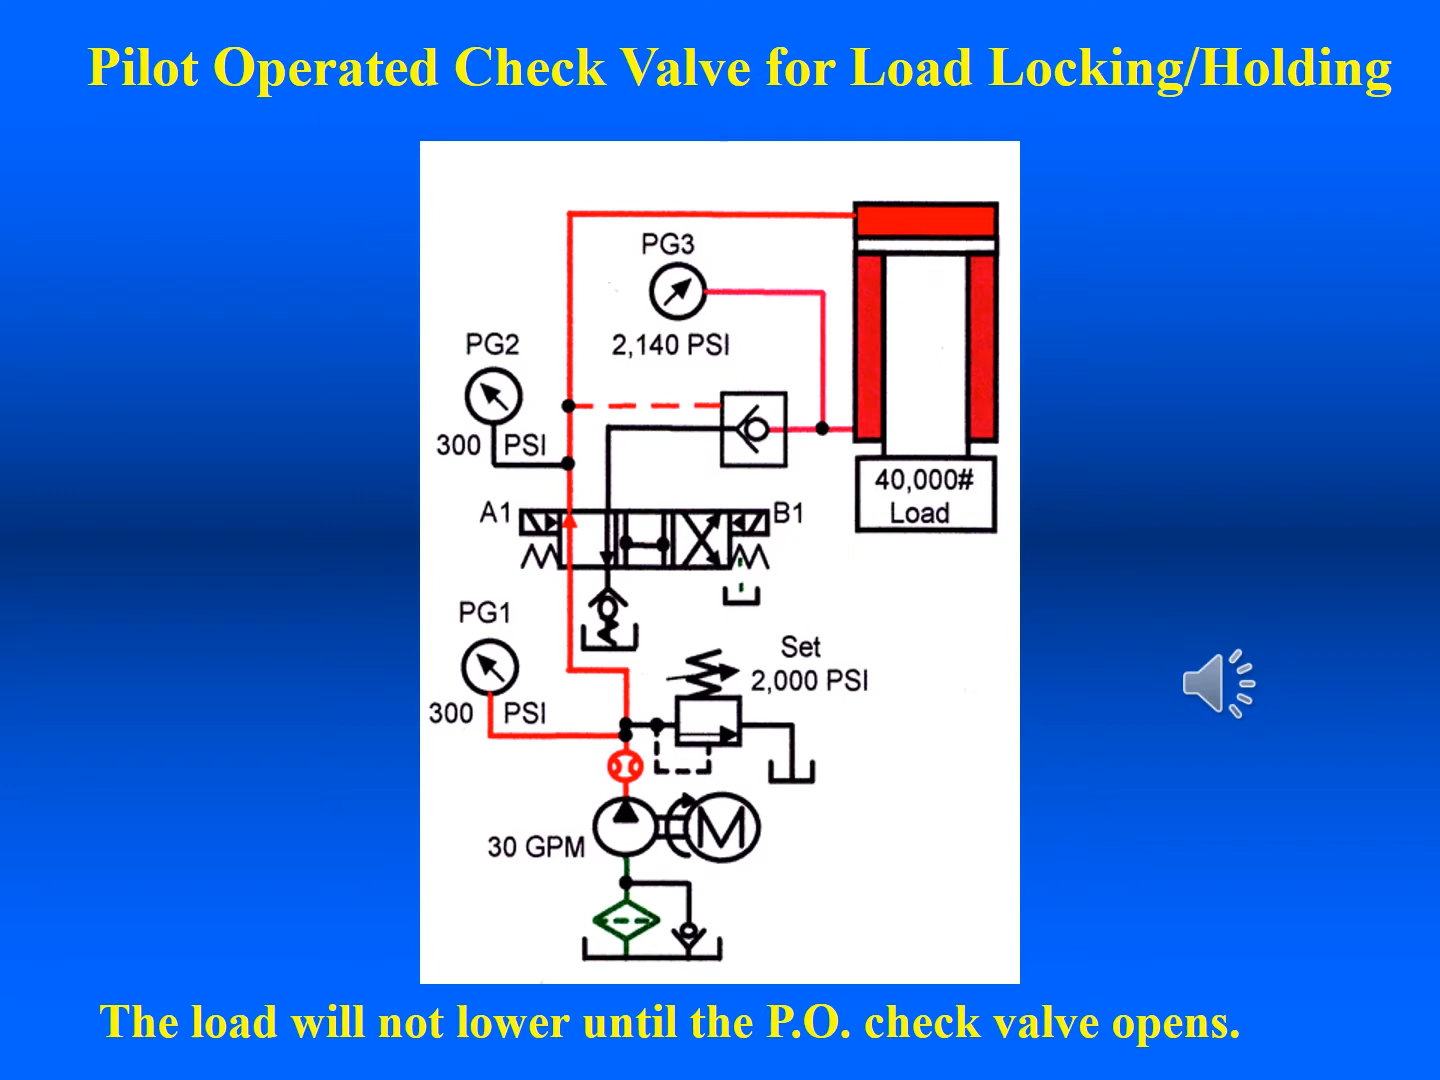 Pilot Operated Check Valve for Load Locking/Holding
PG3
2,140 PSI
PG2
300 PSI
40,000#
Load
A1
B1
PG1
300 PSI
Set
2,000 PSI
M
30 GPM
The load will not lower until the P.O. check valve opens.